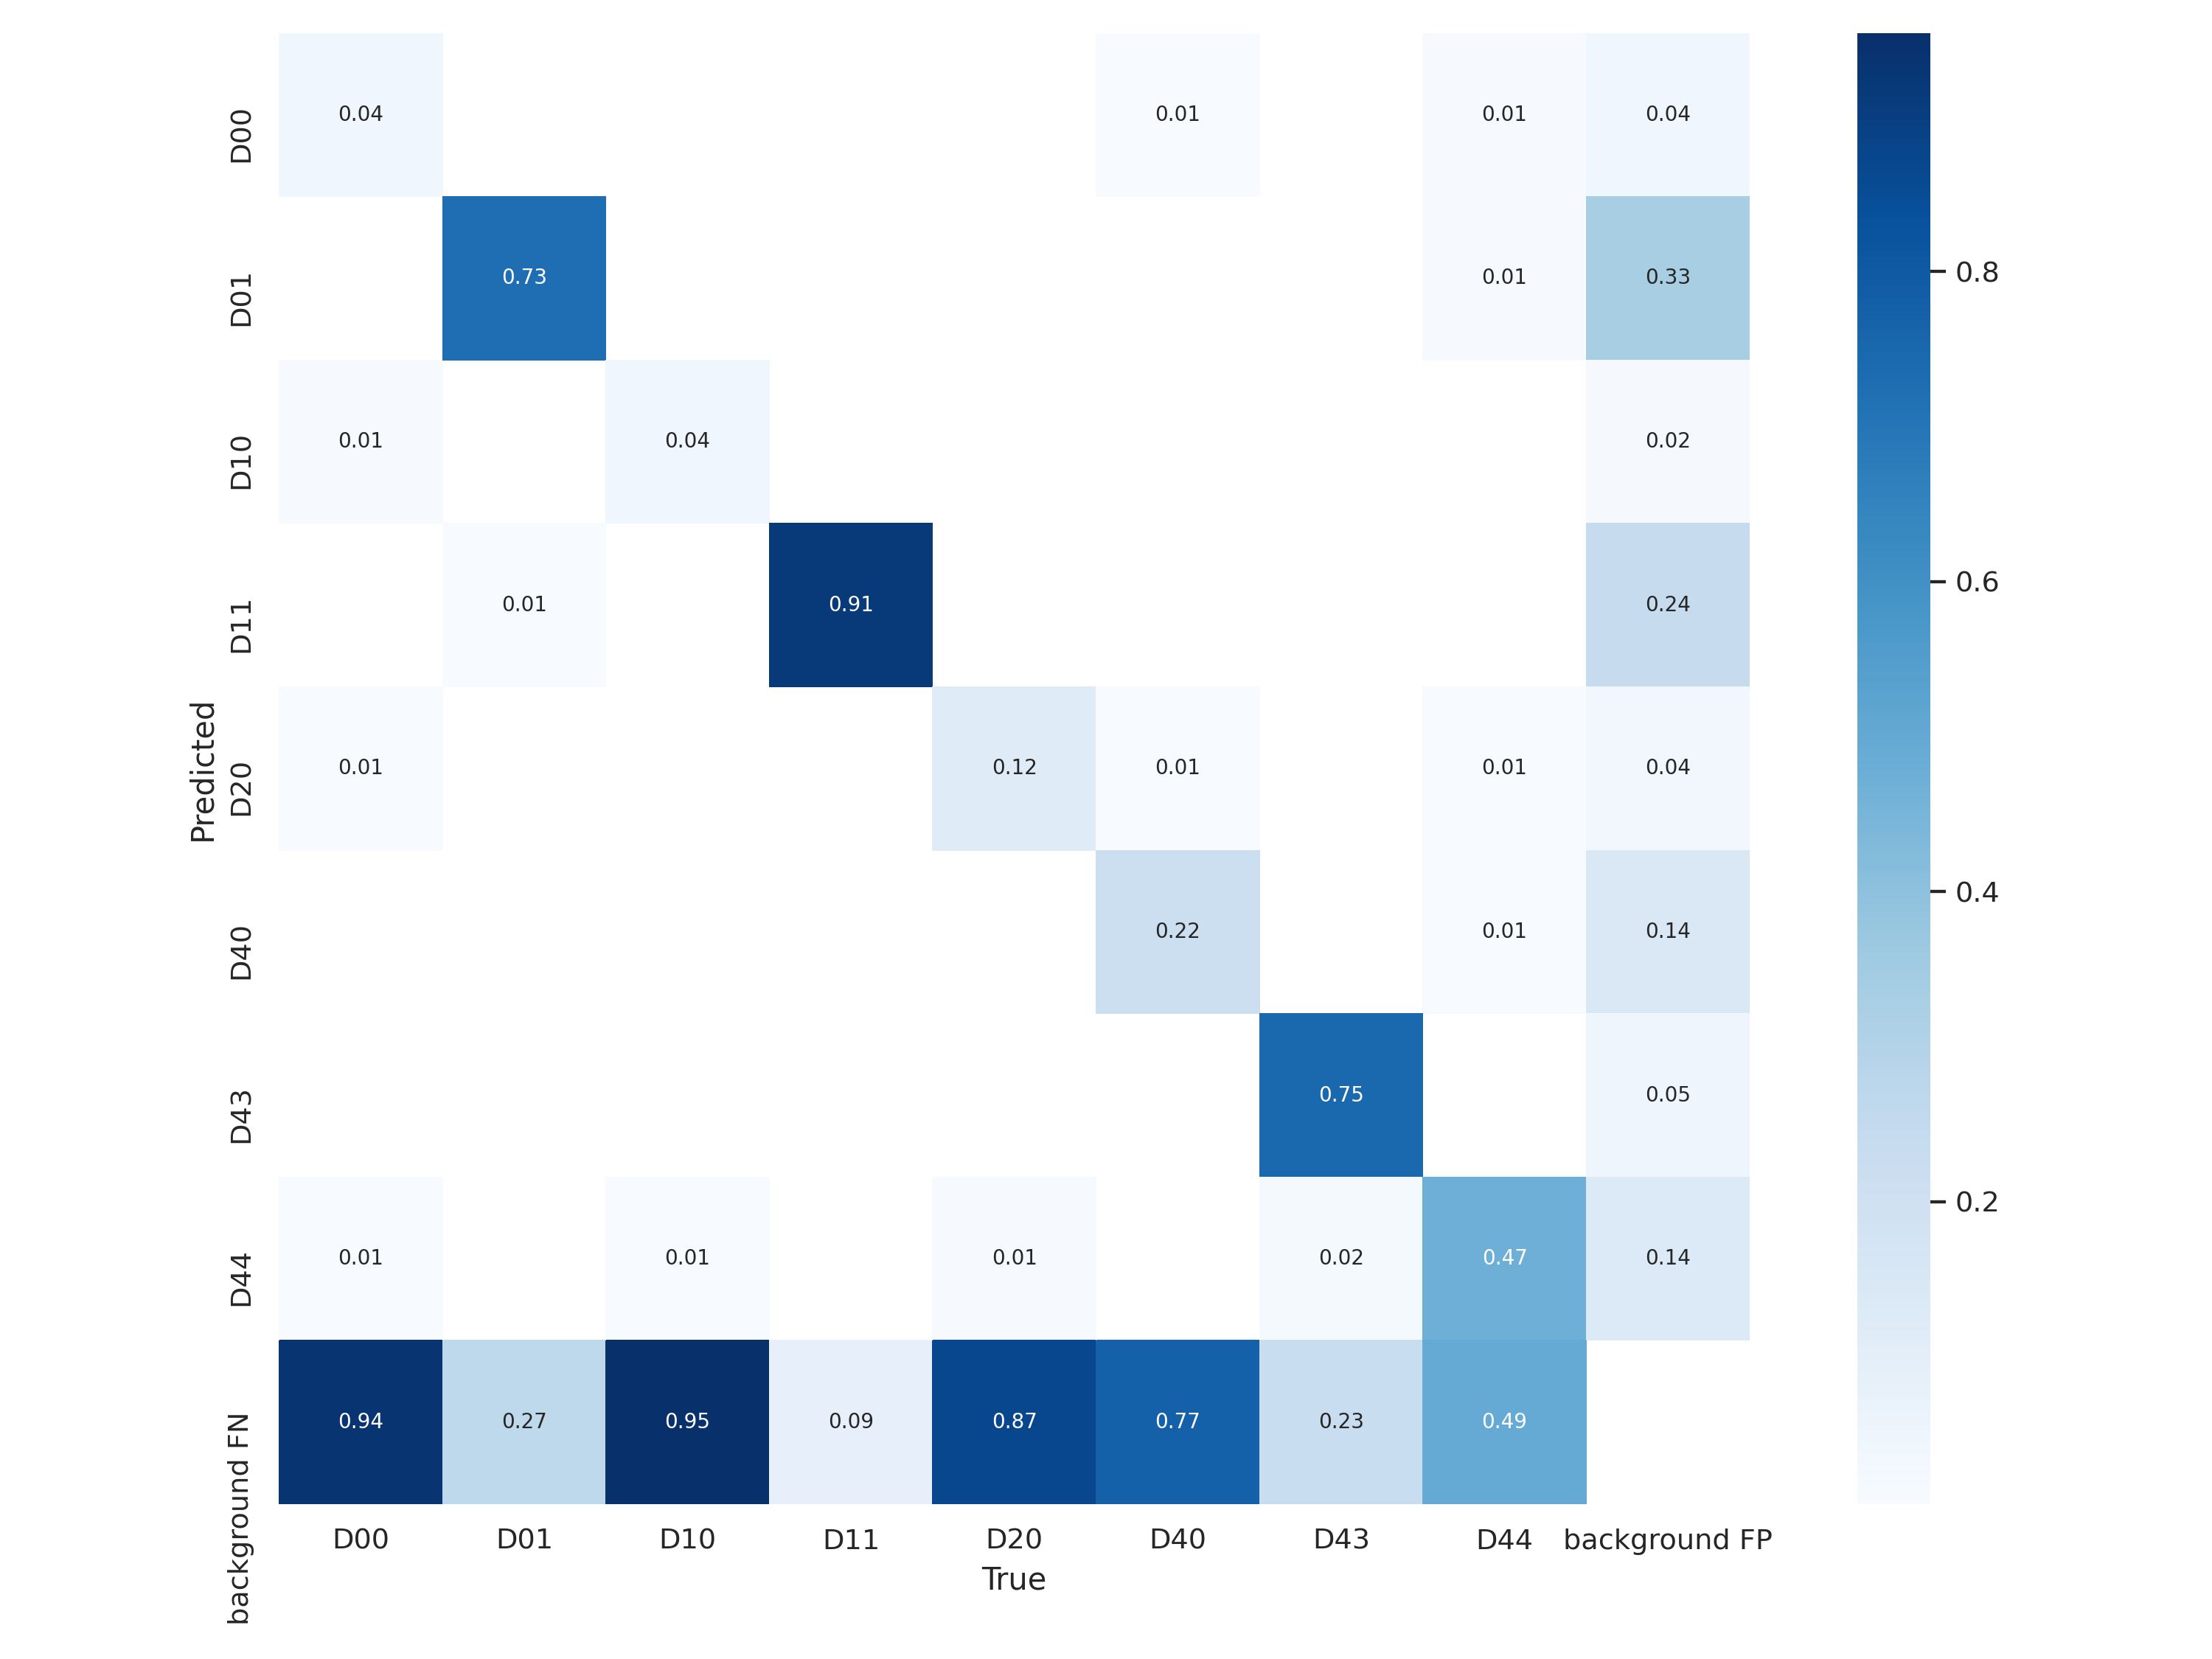 D00 0.04 0.01 0.01 0.04
D01 0.73 0.01 0.33 0.8
D10 0.01 0.04 0.02
D11 0.01 0.91 0.24 0.6
Predicted
D20 0.01 0.12 0.01 0.01 0.04
D40 0.22 0.01 0.14 0.4
D43 0.75 0.05
D44 0.01 0.01 0.01 0.02 0.47 0.14 0.2
background FN 0.94 0.27 0.95 0.09 0.87 0.77 0.23 0.49
D00 D01 D10 D11 D20 D40 D43 D44 background FP
True